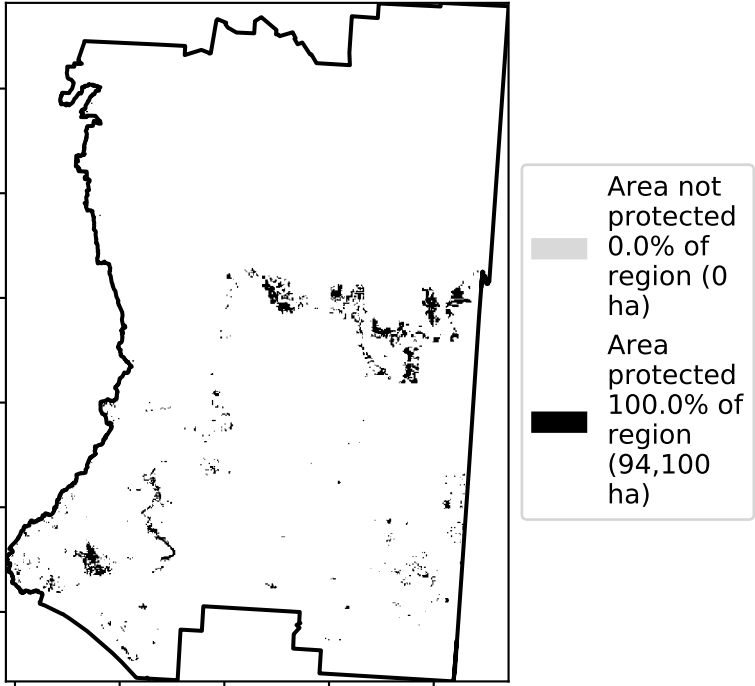 Area not
protected
0.0% of
region (0
ha)
Area
protected
100.0% of
region
(94,100
ha)